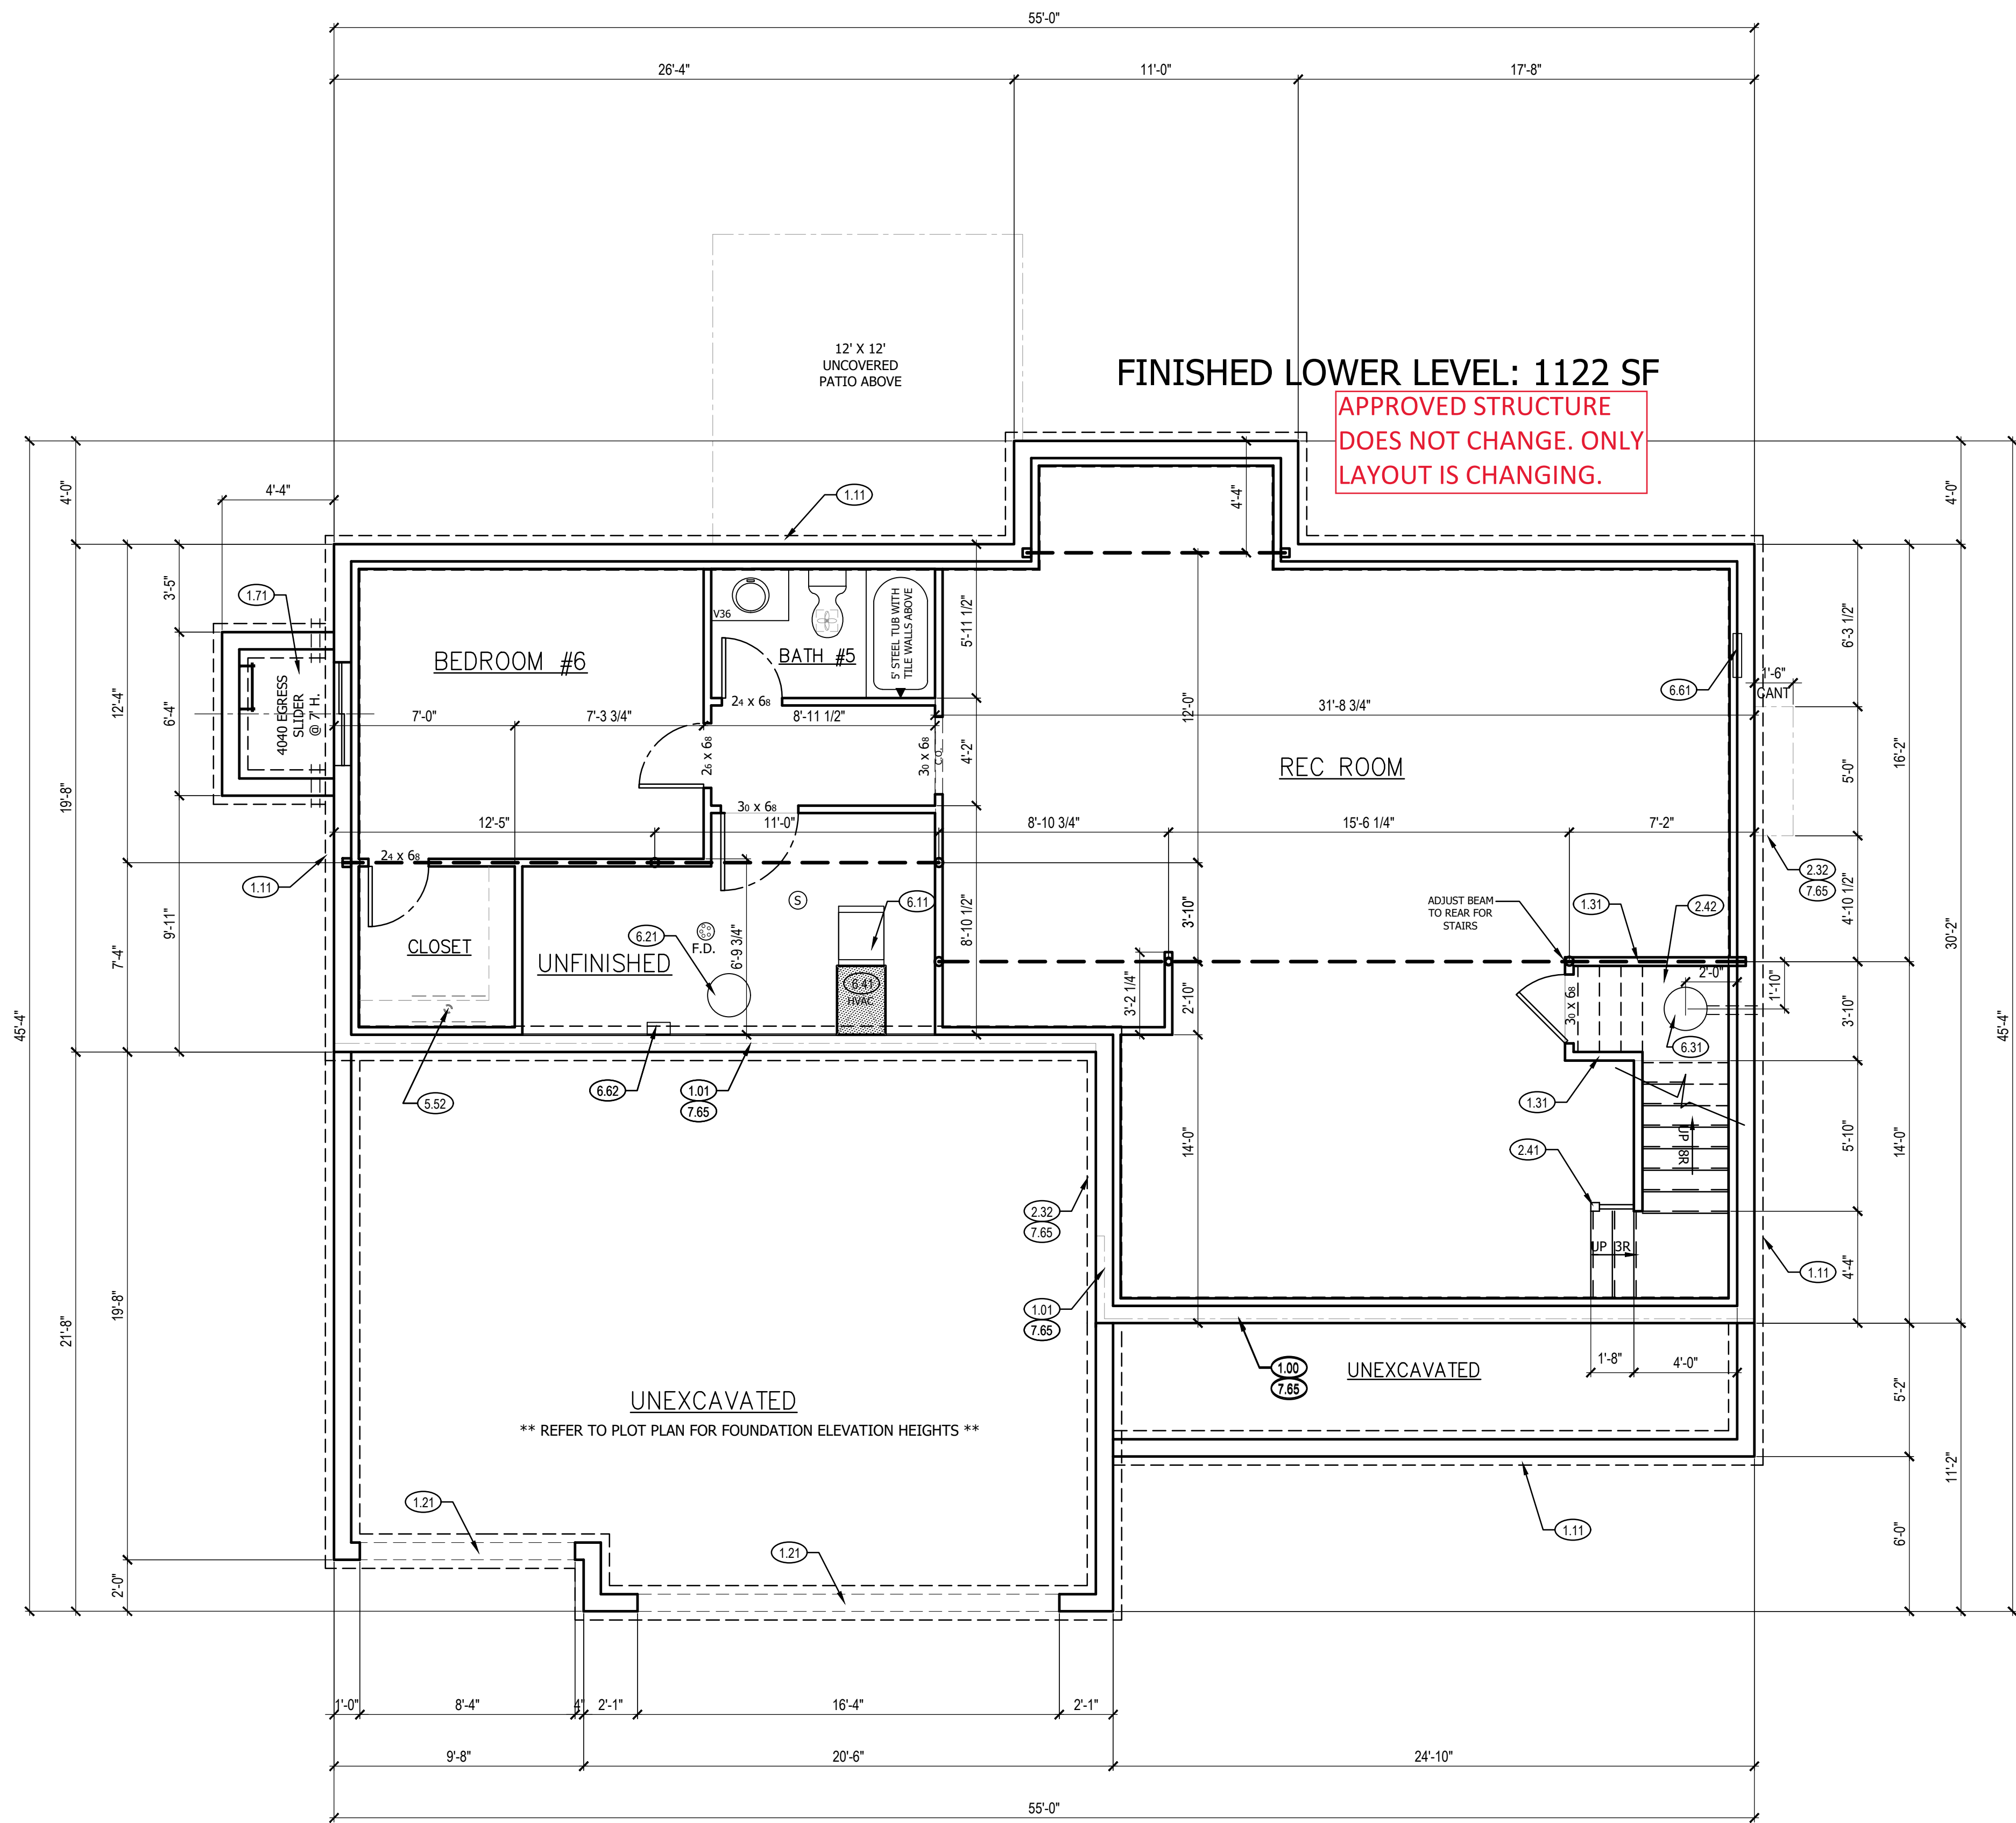 55'-0"
26'-4"
11'-0"
17'-8"
12' X 12'
UNCOVERED
PATIO ABOVE
FINISHED LOWER LEVEL: 1122 SF
APPROVED STRUCTURE
DOES NOT CHANGE. ONLY
LAYOUT IS CHANGING.
4'-0"
4'-4"
1.11
4'-4"
4'-0"
3'-5"
1.71
V36
5' STEEL TUB WITH
TILE WALLS ABOVE
5'-11 1/2"
6'-3 1/2"
BEDROOM #6
BATH #5
6.61
1'-6"
CANT
12'-4"
6'-4"
4040 EGRESS
SLIDER
@ 7' H.
24 x 68
7'-0"
7'-3 3/4"
8'-11 1/2"
31'-8 3/4"
12'-0"
26 x 68
30 x 68
C.O.
4'-2"
REC ROOM
5'-0"
16'-2"
19'-8"
30 x 68
12'-5"
11'-0"
8'-10 3/4"
15'-6 1/4"
7'-2"
24 x 68
1.11
2.32
7.65
S
6.11
ADJUST BEAM
TO REAR FOR
STAIRS
1.31
2.42
4'-10 1/2"
30'-2"
9'-11"
7'-4"
6.21
F.D.
6'-9 3/4"
8'-10 1/2"
3'-10"
CLOSET
UNFINISHED
6.41
HVAC
3'-2 1/4"
2'-10"
30 x 68
2'-0"
1'-10"
3'-10"
45'-4"
45'-4"
6.31
5.52
6.62
1.01
7.65
1.31
14'-0"
2.41
UP
8R
5'-10"
14'-0"
2.32
7.65
UP 3R
1.11
4'-4"
19'-8"
21'-8"
1.01
7.65
1.00
7.65
UNEXCAVATED
1'-8"
4'-0"
5'-2"
UNEXCAVATED
** REFER TO PLOT PLAN FOR FOUNDATION ELEVATION HEIGHTS **
11'-2"
1.21
1.21
1.11
6'-0"
2'-0"
1'-0"
8'-4"
4"
2'-1"
16'-4"
2'-1"
9'-8"
20'-6"
24'-10"
55'-0"